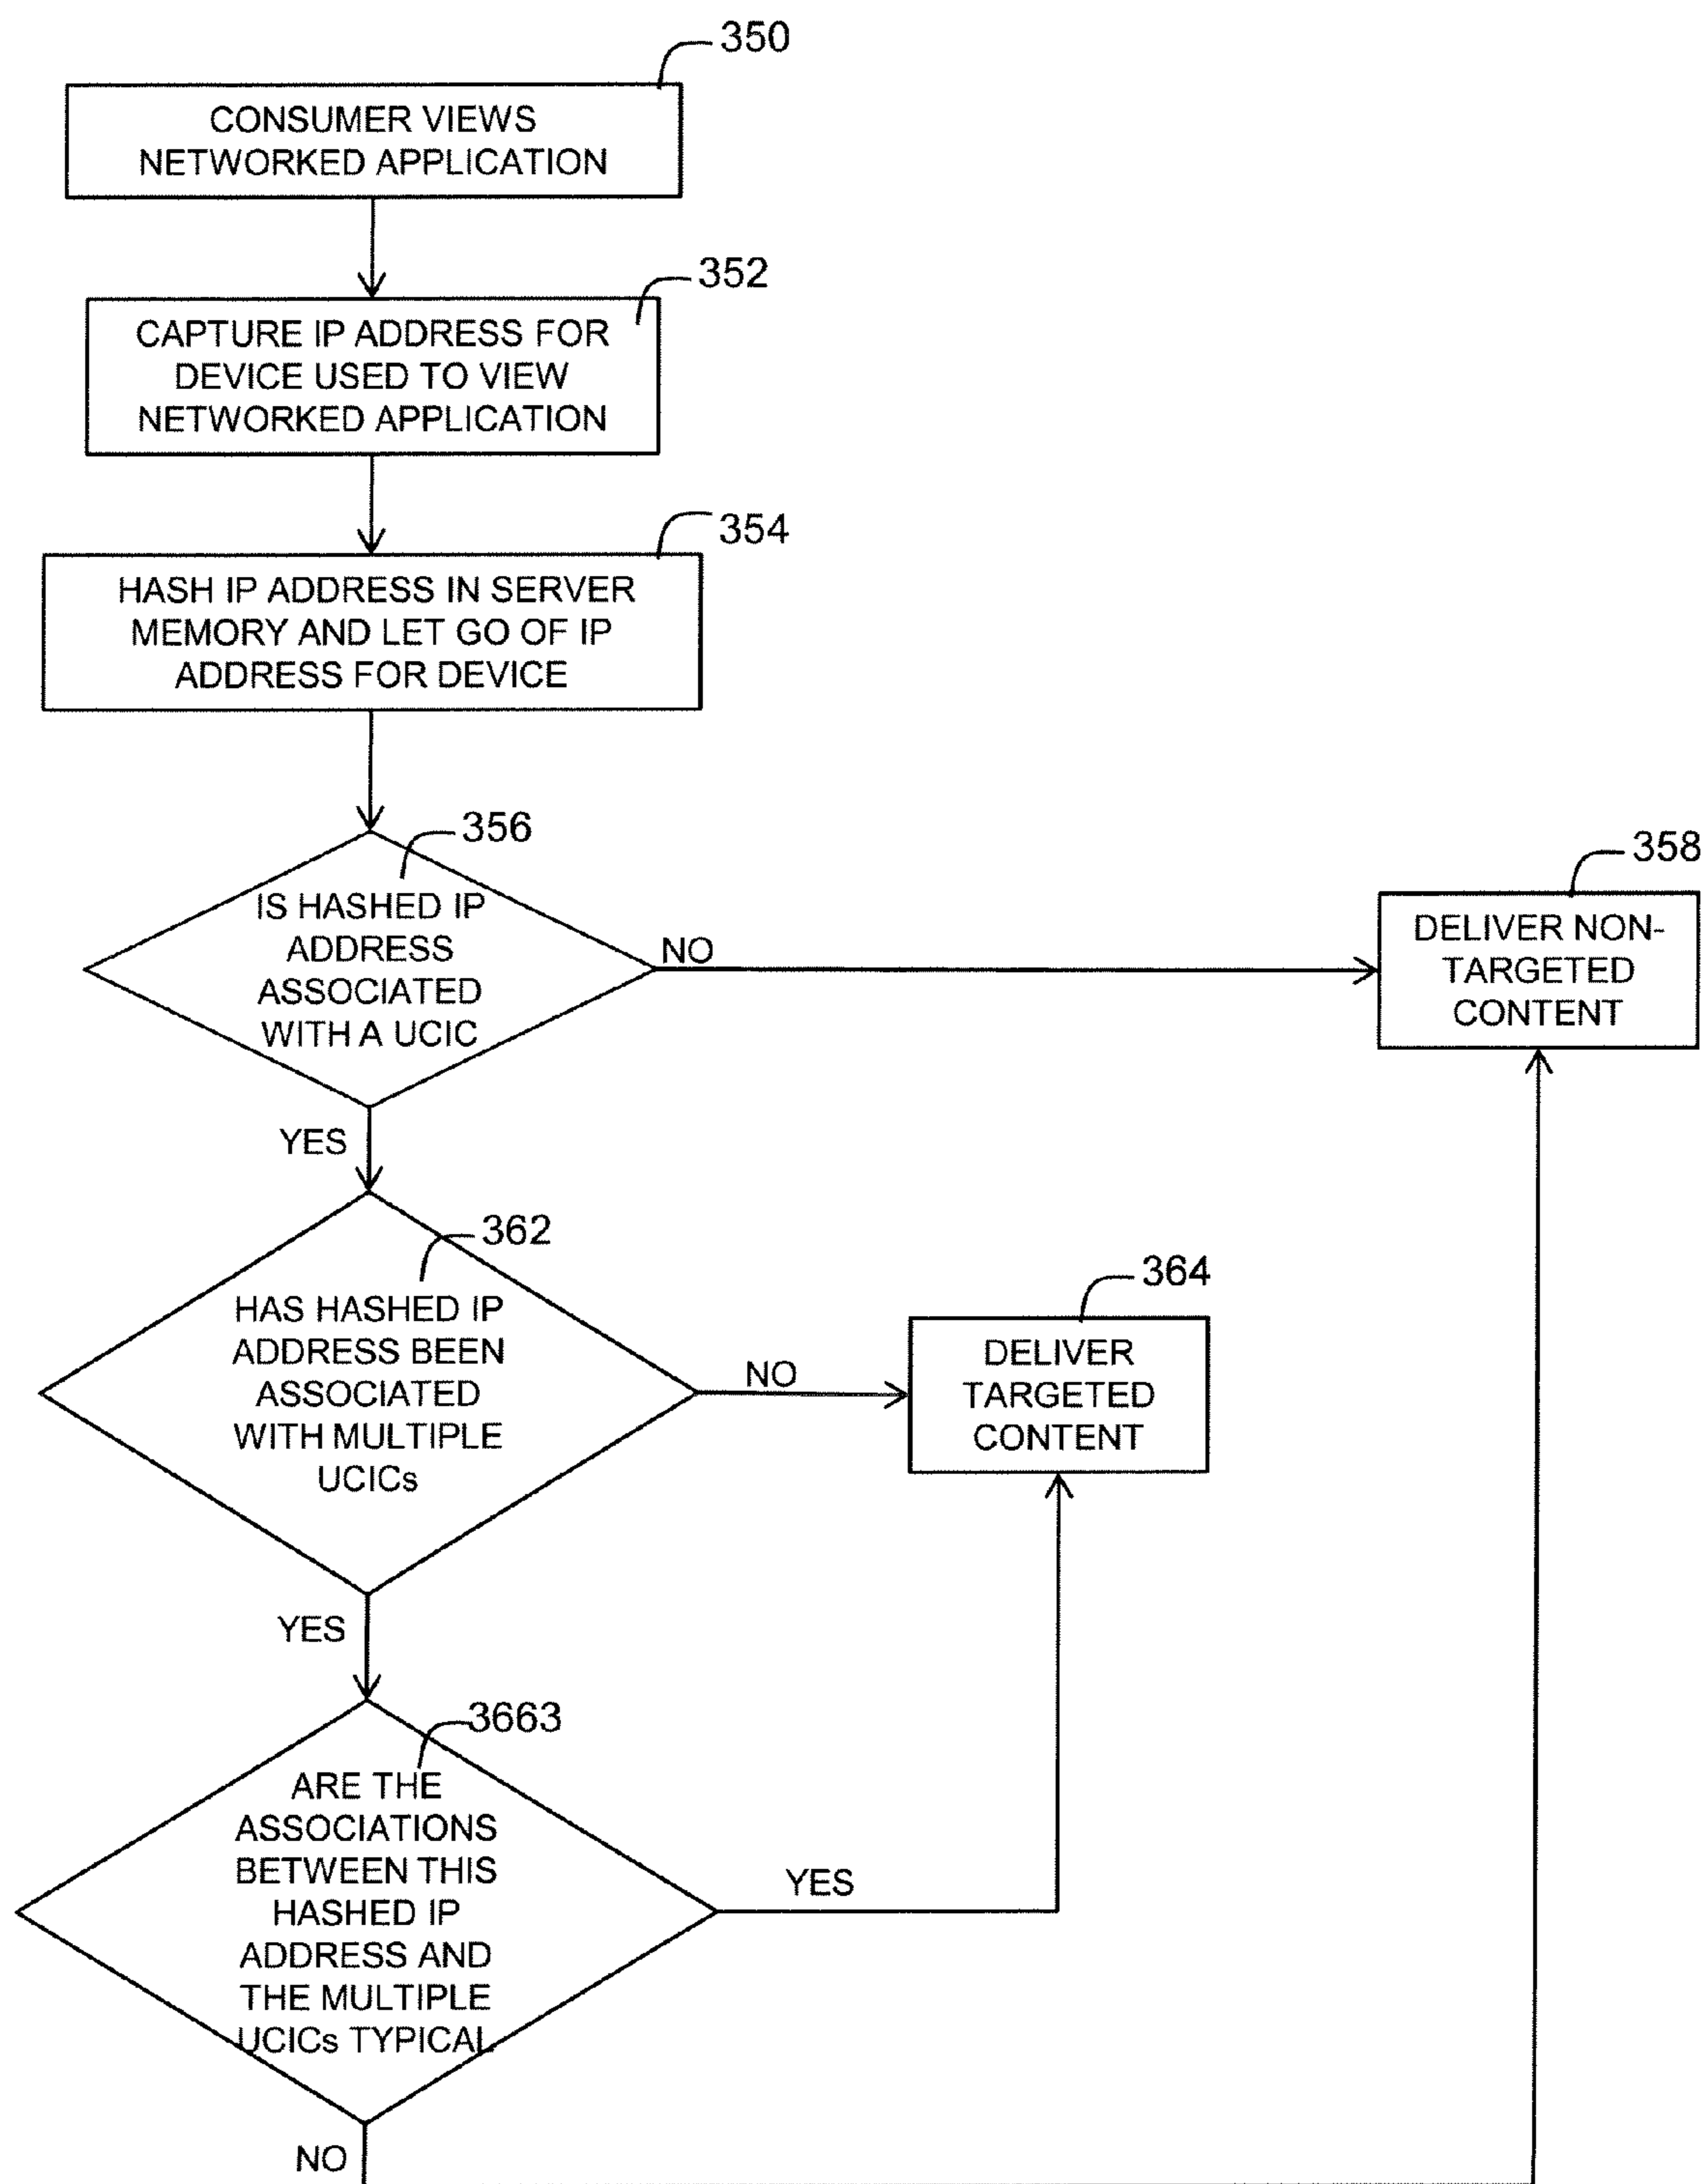 350
CONSUMER VIEWS
NETWORKED APPLICATION
352
CAPTURE IP ADDRESS FOR
DEVICE USED TO VIEW
NETWORKED APPLICATION
354
HASH IP ADDRESS IN SERVER
MEMORY AND LET GO OF IP
ADDRESS FOR DEVICE
356
IS HASHED IP
ADDRESS
ASSOCIATED
WITH A UCIC
NO
358
DELIVER NON-
TARGETED
CONTENT
YES
362
HAS HASHED IP
ADDRESS BEEN
ASSOCIATED
WITH MULTIPLE
UCICs
NO
364
DELIVER
TARGETED
CONTENT
YES
3663
ARE THE
ASSOCIATIONS
BETWEEN THIS
HASHED IP
ADDRESS AND
THE MULTIPLE
UCICs TYPICAL
YES
NO